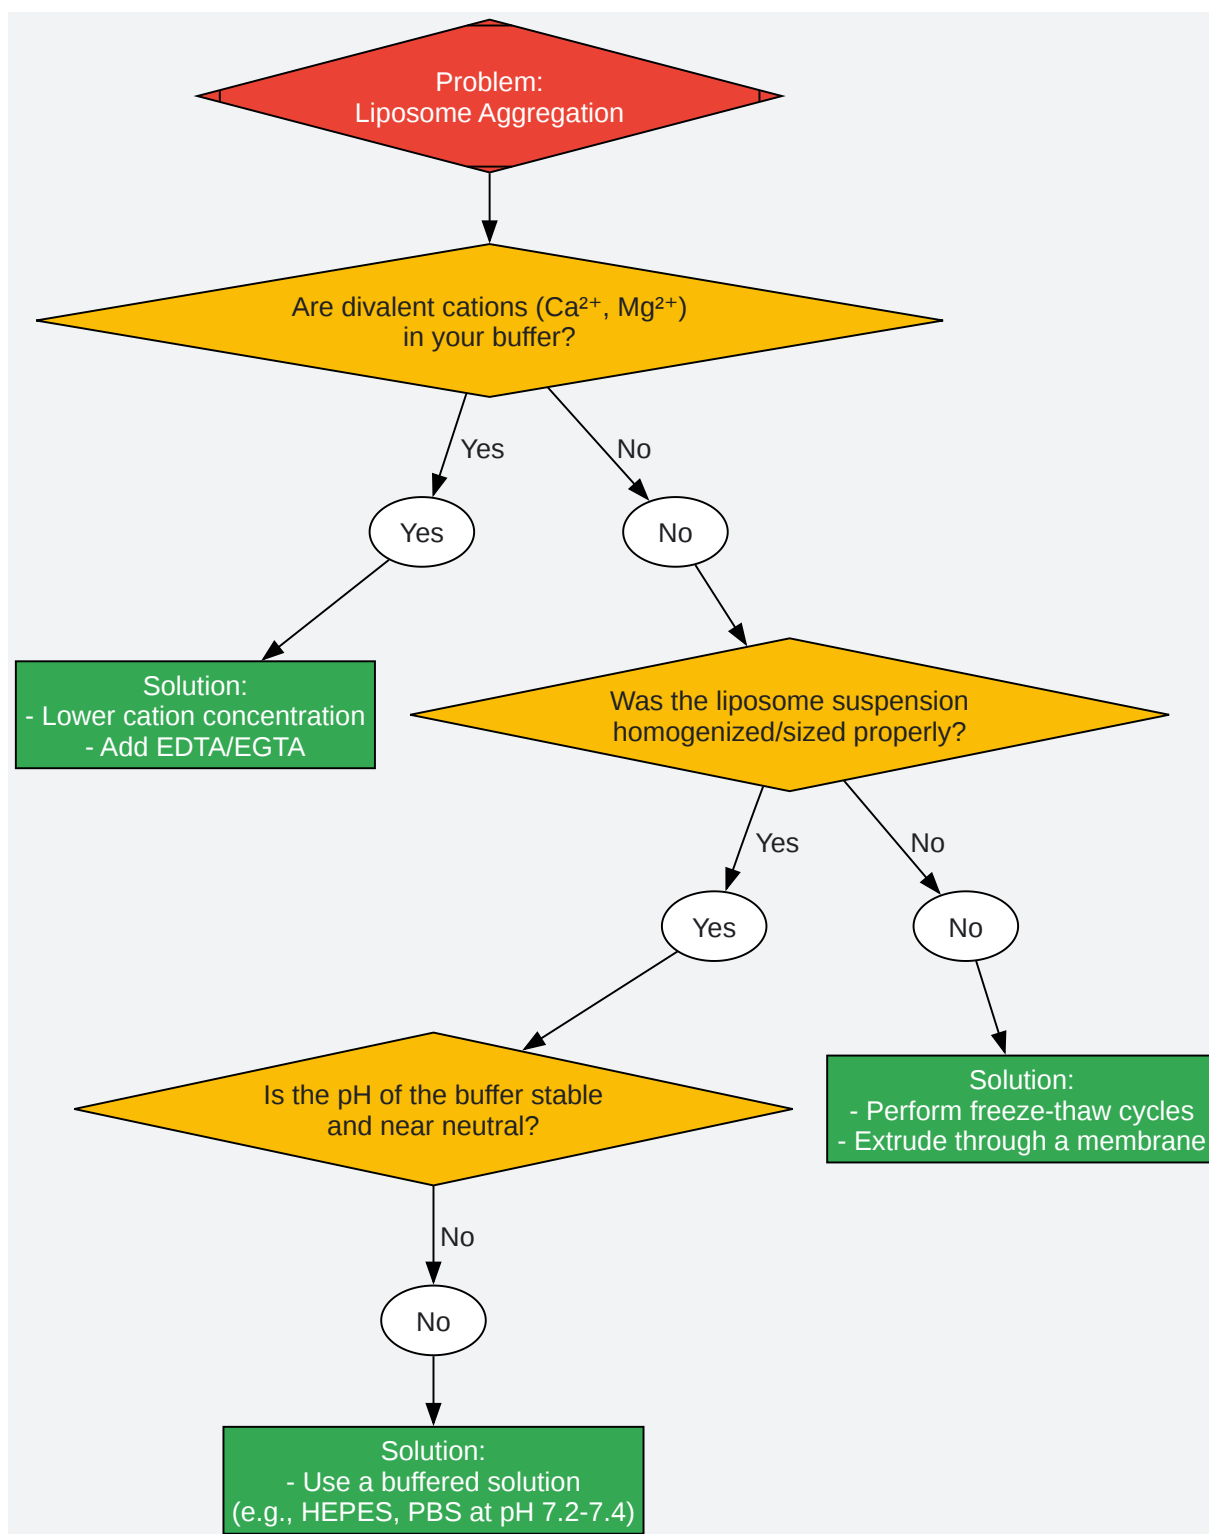 Problem:
Liposome Aggregation
Are divalent cations (Ca²⁺, Mg²⁺)
in your buffer?
Yes
No
Yes
No
Solution:
- Lower cation concentration
- Add EDTA/EGTA
Was the liposome suspension
homogenized/sized properly?
Yes
No
Yes
No
Is the pH of the buffer stable
and near neutral?
Solution:
- Perform freeze-thaw cycles
- Extrude through a membrane
No
No
Solution:
- Use a buffered solution
(e.g., HEPES, PBS at pH 7.2-7.4)